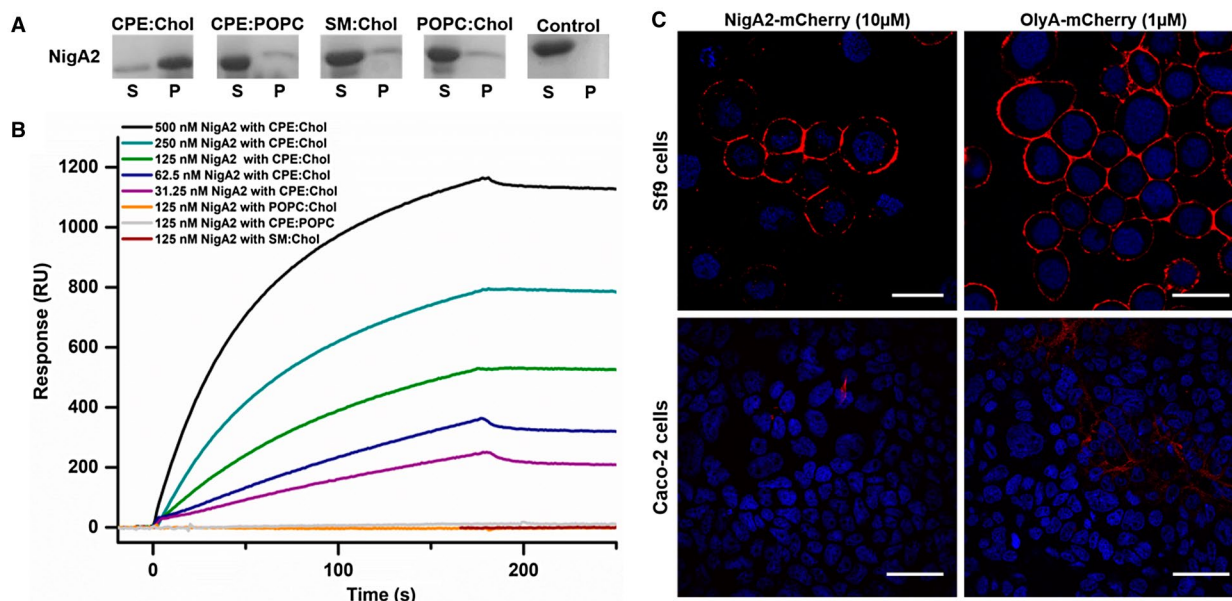 A
CPE:Chol CPE:POPC SM:Chol POPC:Chol Control
NigA2
S P S P S P S P S P
B
500 nM NigA2 with CPE:Chol
250 nM NigA2 with CPE:Chol
125 nM NigA2 with CPE:Chol
62.5 nM NigA2 with CPE:Chol
31.25 nM NigA2 with CPE:Chol
125 nM NigA2 with POPC:Chol
125 nM NigA2 with CPE:POPC
125 nM NigA2 with SM:Chol
Response (RU)
1200
1000
800
600
400
200
0
0 100 200
Time (s)
C
NigA2-mCherry (10µM) OlyA-mCherry (1µM)
Sf9 cells
Caco-2 cells